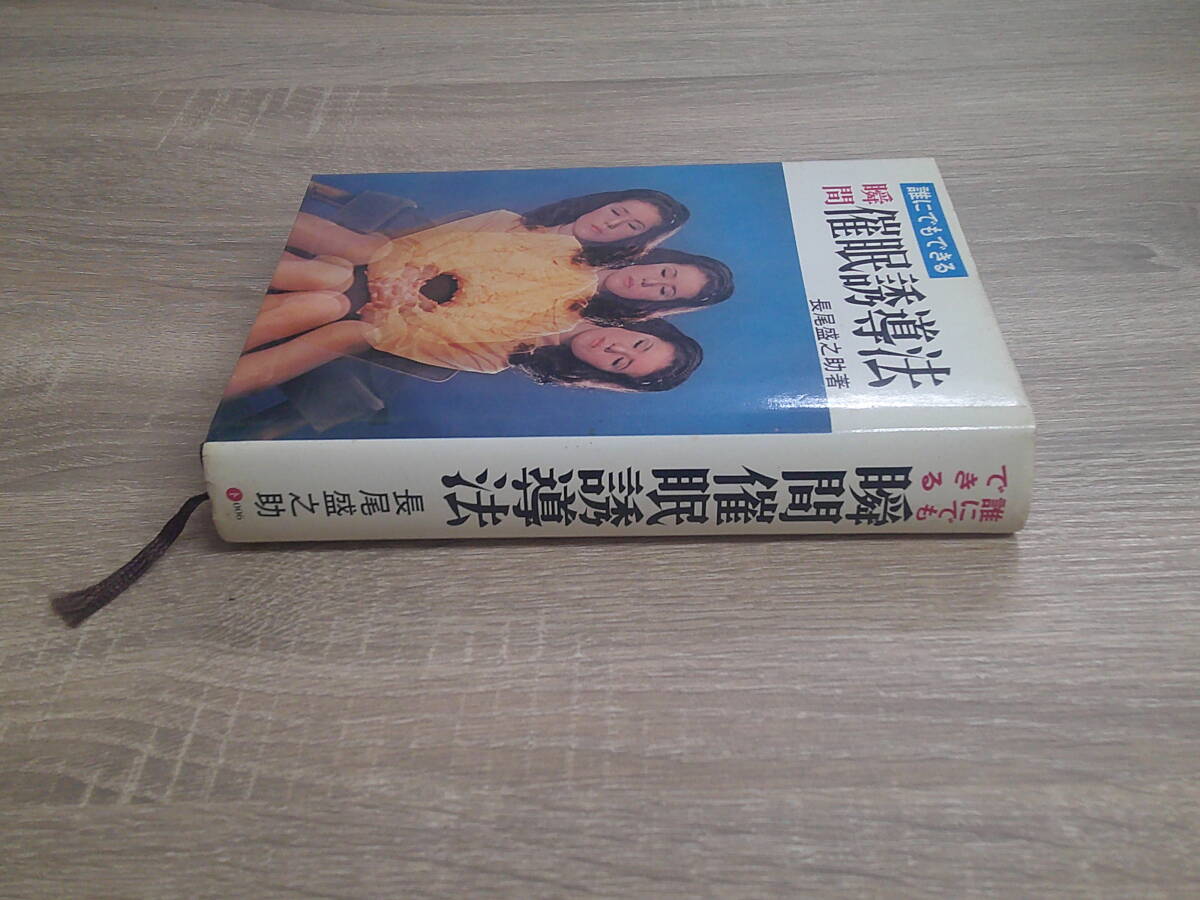 誰にでもできる
瞬間
催眠誘導法
長尾盛之助著
誰にでも
できる
瞬間催眠誘導法
長尾盛之助